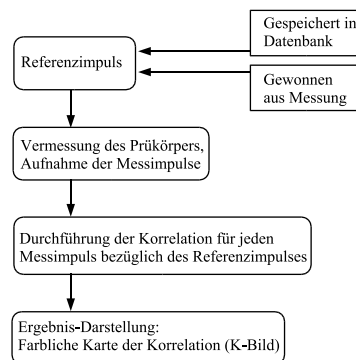 Gespeichert in
Datenbank
Referenzimpuls
Gewonnen
aus Messung
Vermessung des Prükörpers,
Aufnahme der Messimpulse
Durchführung der Korrelation für jeden
Messimpuls bezüglich des Referenzimpulses
Ergebnis-Darstellung:
Farbliche Karte der Korrelation (K-Bild)